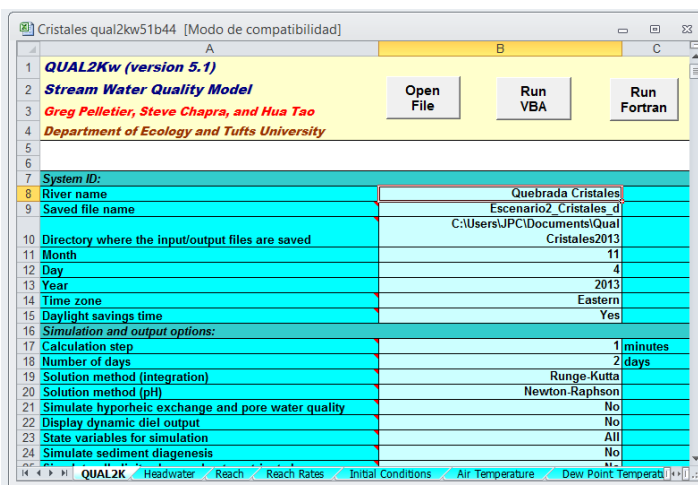 Cristales qual2kw51b44 [Modo de compatibilidad]
A B C
1 QUAL2Kw (version 5.1)
2 Stream Water Quality Model
3 Greg Pelletier, Steve Chapra, and Hua Tao
4 Department of Ecology and Tufts University
Open File
Run VBA
Run Fortran
5
6
7 System ID:
8 River name Quebrada Cristales
9 Saved file name Escenario2_Cristales_d
10 Directory where the input/output files are saved C:\Users\JPC\Documents\Qual Cristales2013
11 Month 11
12 Day 4
13 Year 2013
14 Time zone Eastern
15 Daylight savings time Yes
16 Simulation and output options:
17 Calculation step 1 minutes
18 Number of days 2 days
19 Solution method (integration) Runge-Kutta
20 Solution method (pH) Newton-Raphson
21 Simulate hyporheic exchange and pore water quality No
22 Display dynamic diel output No
23 State variables for simulation All
24 Simulate sediment diagenesis No
QUAL2K Headwater Reach Reach Rates Initial Conditions Air Temperature Dew Point Temperat